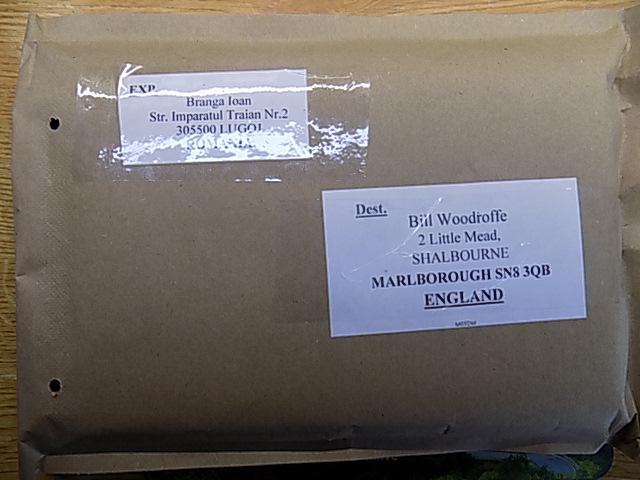 EXP.
Branga Ioan
Str. Imparatul Traian Nr.2
305500 LUGOJ
ROMANIA
Dest.
Bill Woodroffe
2 Little Mead,
SHALBOURNE
MARLBOROUGH SN8 3QB
ENGLAND